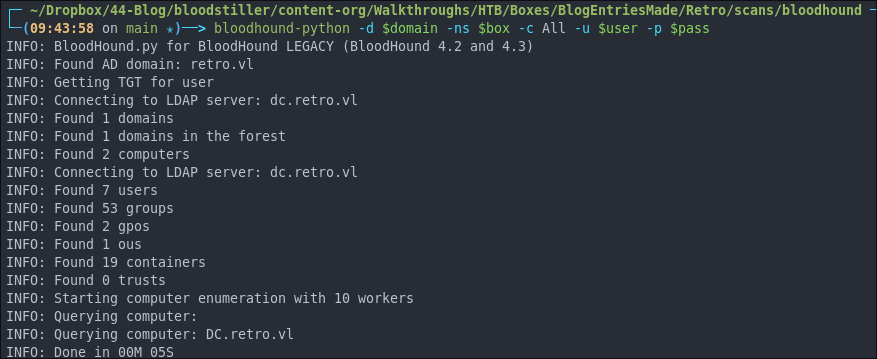 ~/Dropbox/44-Blog/bloodstiller/content-org/Walkthroughs/HTB/Boxes/BlogEntriesMade/Retro/scans/bloodhound
(09:43:58 on main ✭)──> bloodhound-python -d $domain -ns $box -c All -u $user -p $pass
INFO: BloodHound.py for BloodHound LEGACY (BloodHound 4.2 and 4.3)
INFO: Found AD domain: retro.vl
INFO: Getting TGT for user
INFO: Connecting to LDAP server: dc.retro.vl
INFO: Found 1 domains
INFO: Found 1 domains in the forest
INFO: Found 2 computers
INFO: Connecting to LDAP server: dc.retro.vl
INFO: Found 7 users
INFO: Found 53 groups
INFO: Found 2 gpos
INFO: Found 1 ous
INFO: Found 19 containers
INFO: Found 0 trusts
INFO: Starting computer enumeration with 10 workers
INFO: Querying computer:
INFO: Querying computer: DC.retro.vl
INFO: Done in 00M 05S